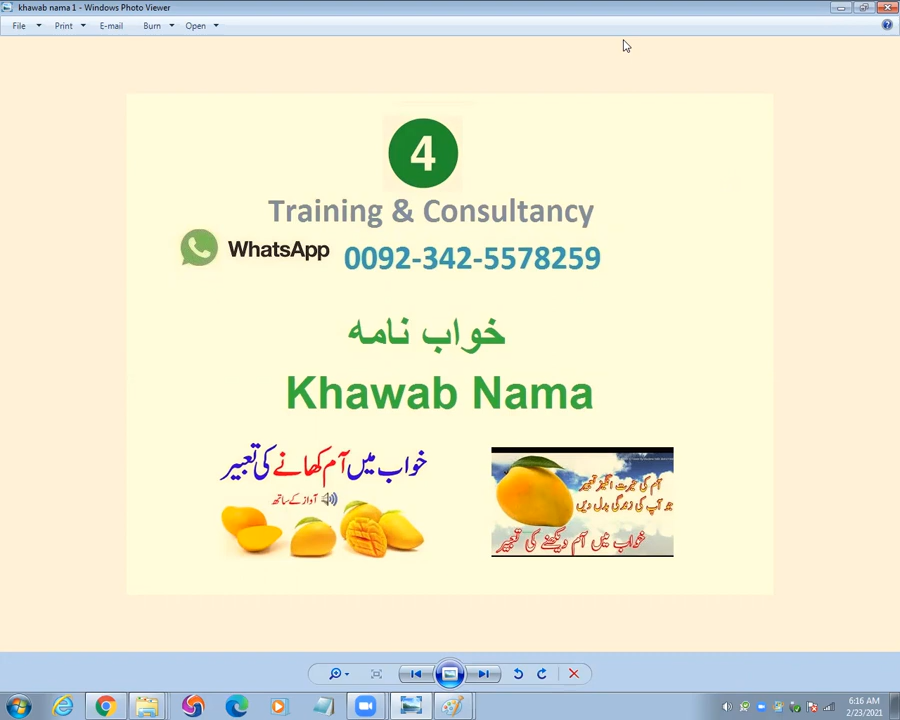 khawab nama 1 - Windows Photo Viewer
File Print E-mail Burn Open
4
Training & Consultancy
WhatsApp 0092-342-5578259
خواب نامه
Khawab Nama
خواب میں آم کھانے کی تعبیر
آواز کے ساتھ
آم کی حیرت انگیز تعبیر
جو آپ کی زندگی بدل دیں
خواب میں آم دیکھنے کی تعبیر
6:16 AM
2/23/2021